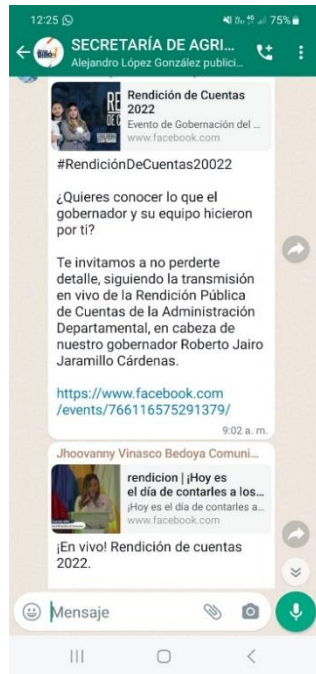 12:25
75%
SECRETARÍA DE AGRI...
Alejandro López González publici...
Rendición de Cuentas
2022
Evento de Gobernación del ...
www.facebook.com
#RendiciónDeCuentas20022
¿Quieres conocer lo que el
gobernador y su equipo hicieron
por ti?
Te invitamos a no perderte
detalle, siguiendo la transmisión
en vivo de la Rendición Pública
de Cuentas de la Administración
Departamental, en cabeza de
nuestro gobernador Roberto Jairo
Jaramillo Cárdenas.
https://www.facebook.com
/events/766116575291379/
9:02 a. m.
Jhoovanny Vinasco Bedoya Comuni...
rendicion | ¡Hoy es
el día de contarles a los...
¡Hoy es el día de contarles a...
www.facebook.com
¡En vivo! Rendición de cuentas
2022.
Mensaje